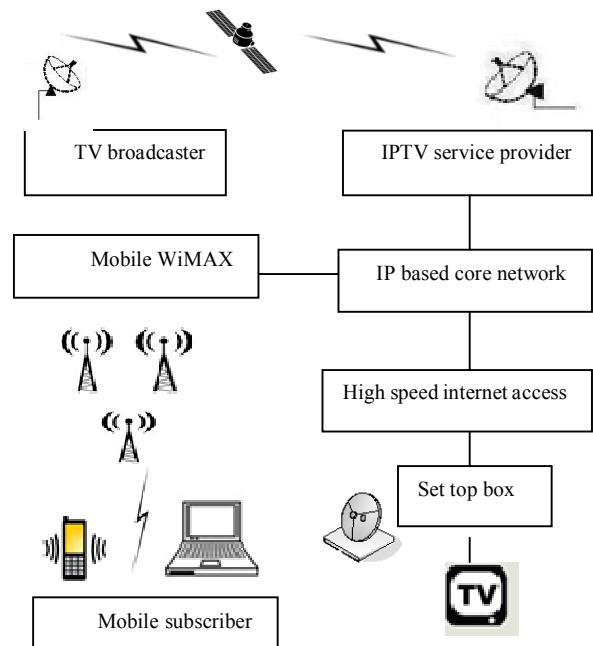 TV broadcaster
IPTV service provider
Mobile WiMAX
IP based core network
High speed internet access
Set top box
TV
Mobile subscriber